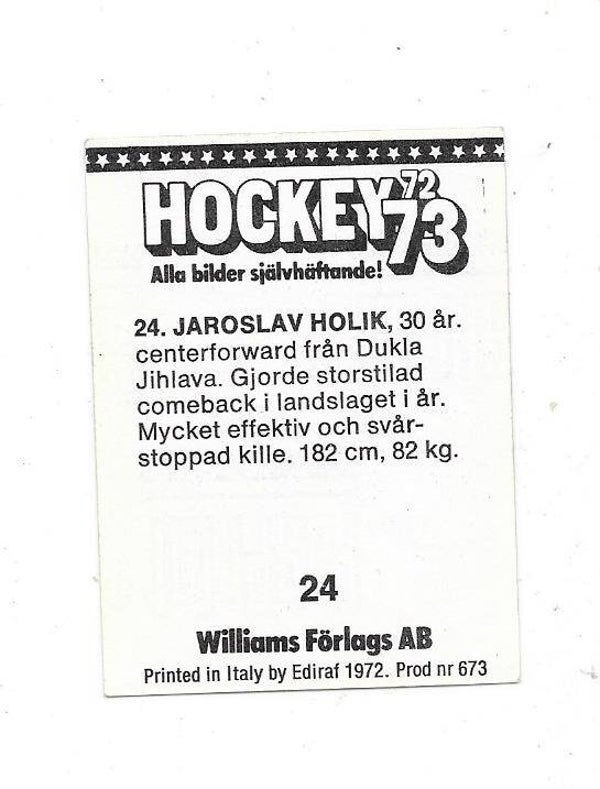 HOCKEY 72 73
Alla bilder självhäftande!
24. JAROSLAV HOLIK, 30 år.
centerforward från Dukla
Jihlava. Gjorde storstilad
comeback i landslaget i år.
Mycket effektiv och svår-
stoppad kille. 182 cm, 82 kg.
24
Williams Förlags AB
Printed in Italy by Ediraf 1972. Prod nr 673